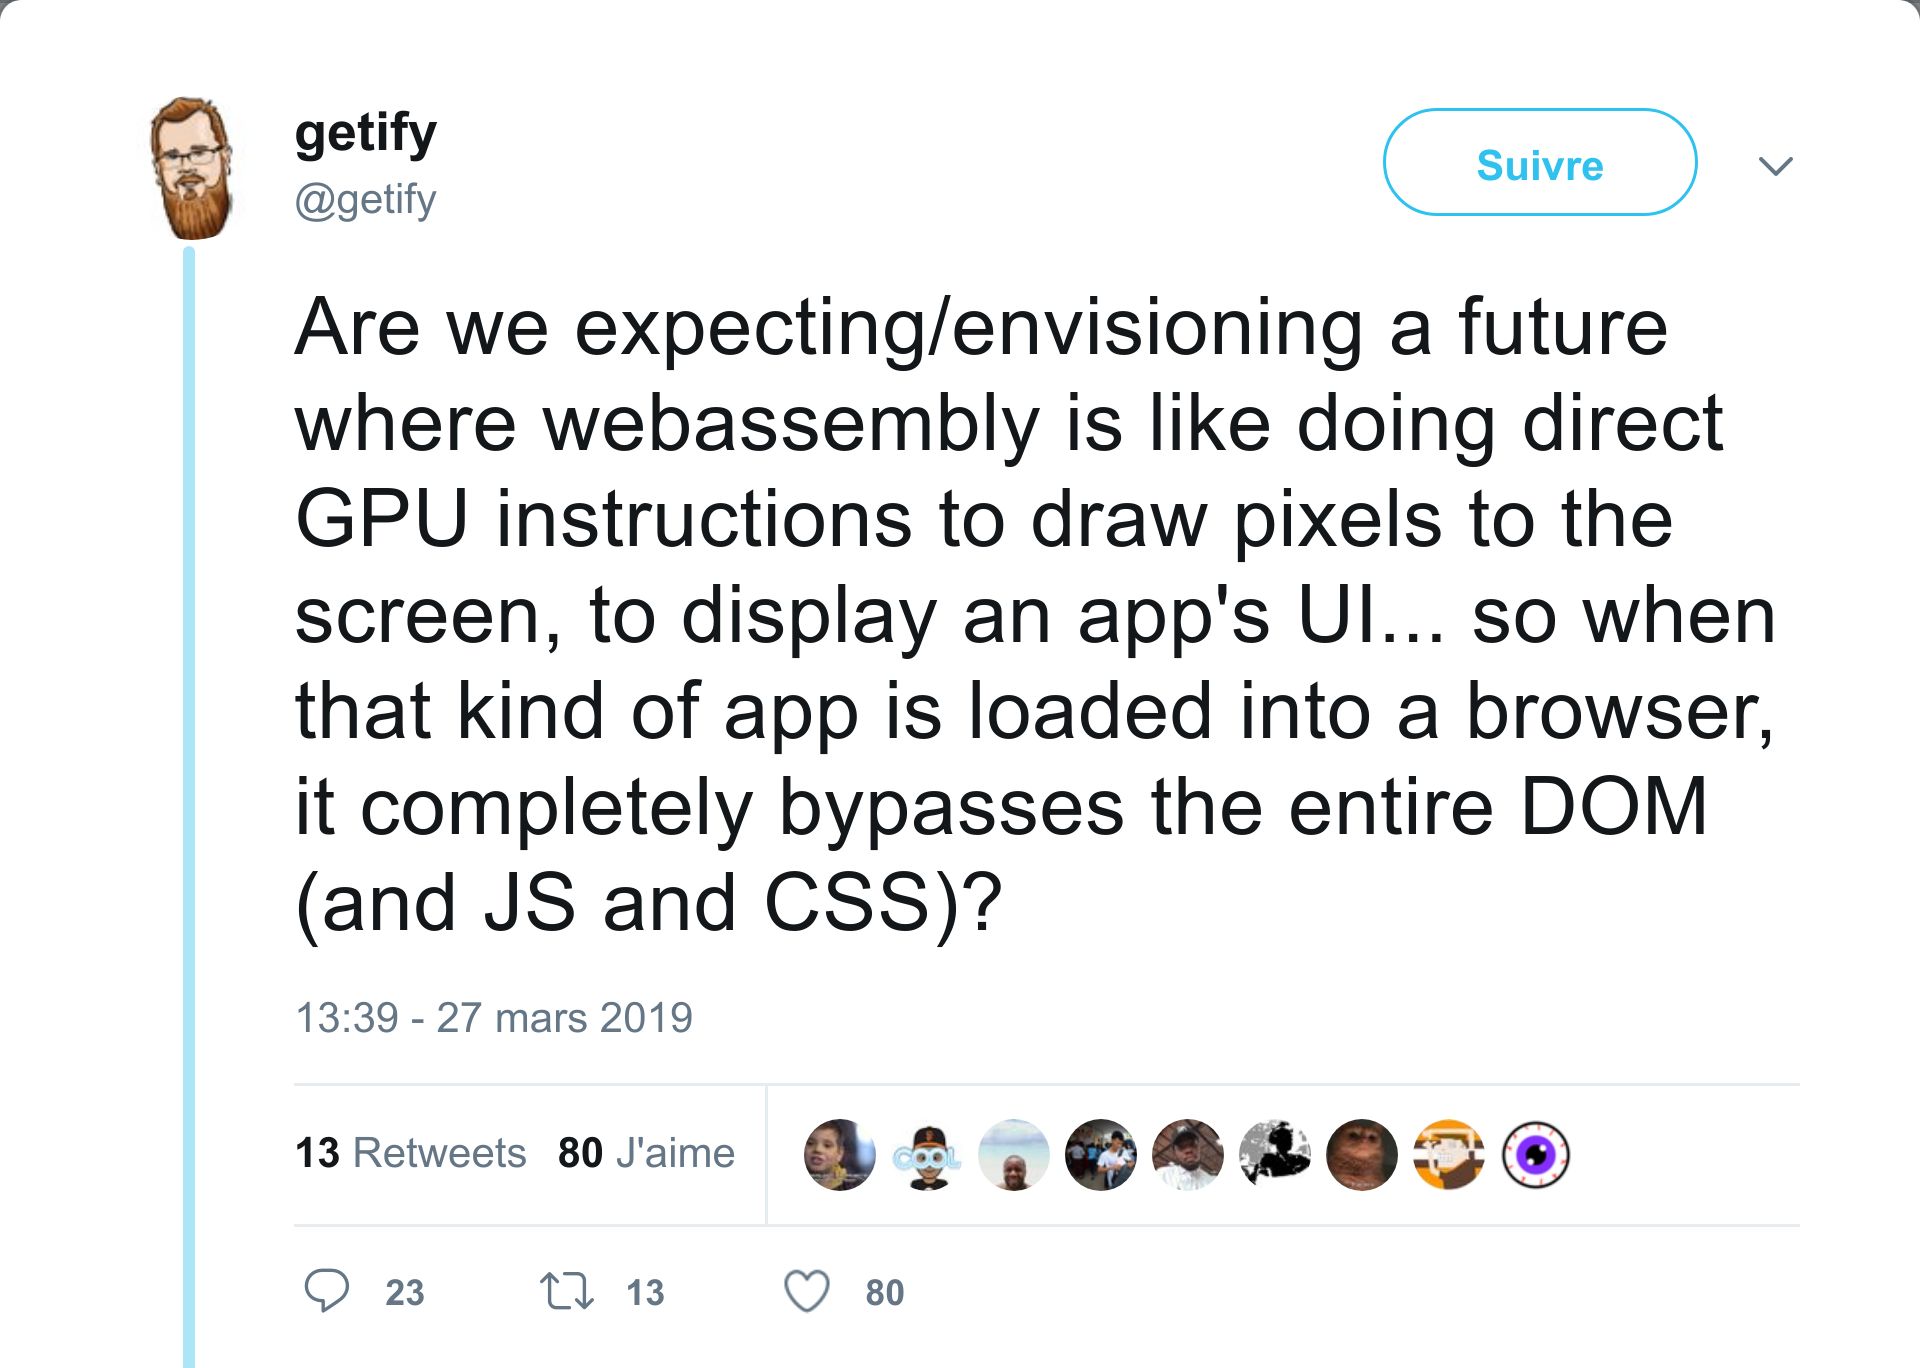 getify
@getify
Suivre
Are we expecting/envisioning a future
where webassembly is like doing direct
GPU instructions to draw pixels to the
screen, to display an app's UI... so when
that kind of app is loaded into a browser,
it completely bypasses the entire DOM
(and JS and CSS)?
13:39 - 27 mars 2019
13 Retweets 80 J'aime
COOL
23 13 80